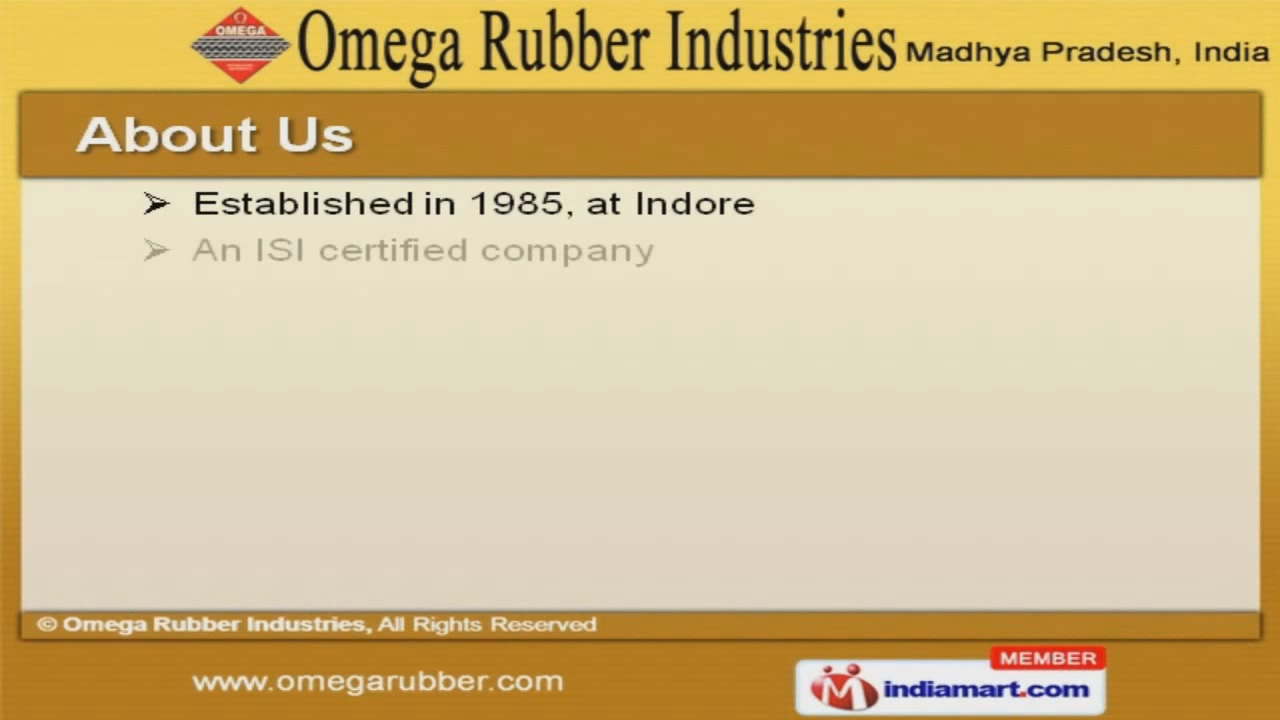 OMEGA
Omega Rubber Industries Madhya Pradesh, India
About Us
Established in 1985, at Indore
An ISI certified company
© Omega Rubber Industries, All Rights Reserved
www.omegarubber.com
MEMBER
indiamart.com